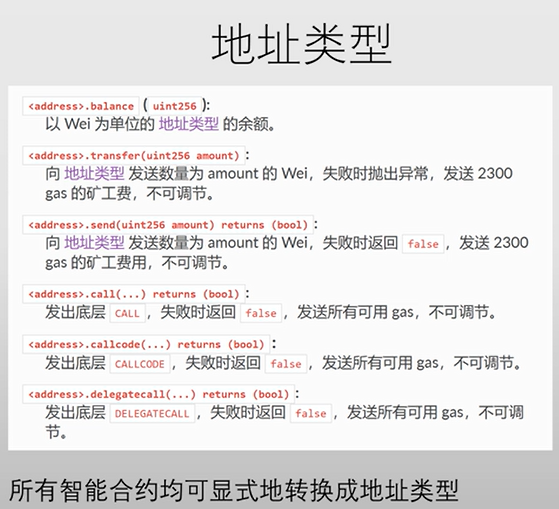 地址类型
<address>.balance ( uint256 ):
以 Wei 为单位的 地址类型 的余额。
<address>.transfer(uint256 amount) :
向 地址类型 发送数量为 amount 的 Wei，失败时抛出异常，发送 2300
gas 的矿工费，不可调节。
<address>.send(uint256 amount) returns (bool) :
向 地址类型 发送数量为 amount 的 Wei，失败时返回 false ，发送 2300
gas 的矿工费用，不可调节。
<address>.call(...) returns (bool) :
发出底层 CALL ，失败时返回 false ，发送所有可用 gas，不可调节。
<address>.callcode(...) returns (bool) :
发出底层 CALLCODE ，失败时返回 false ，发送所有可用 gas，不可调节。
<address>.delegatecall(...) returns (bool) :
发出底层 DELEGATECALL ，失败时返回 false ，发送所有可用 gas，不可调
节。
所有智能合约均可显式地转换成地址类型